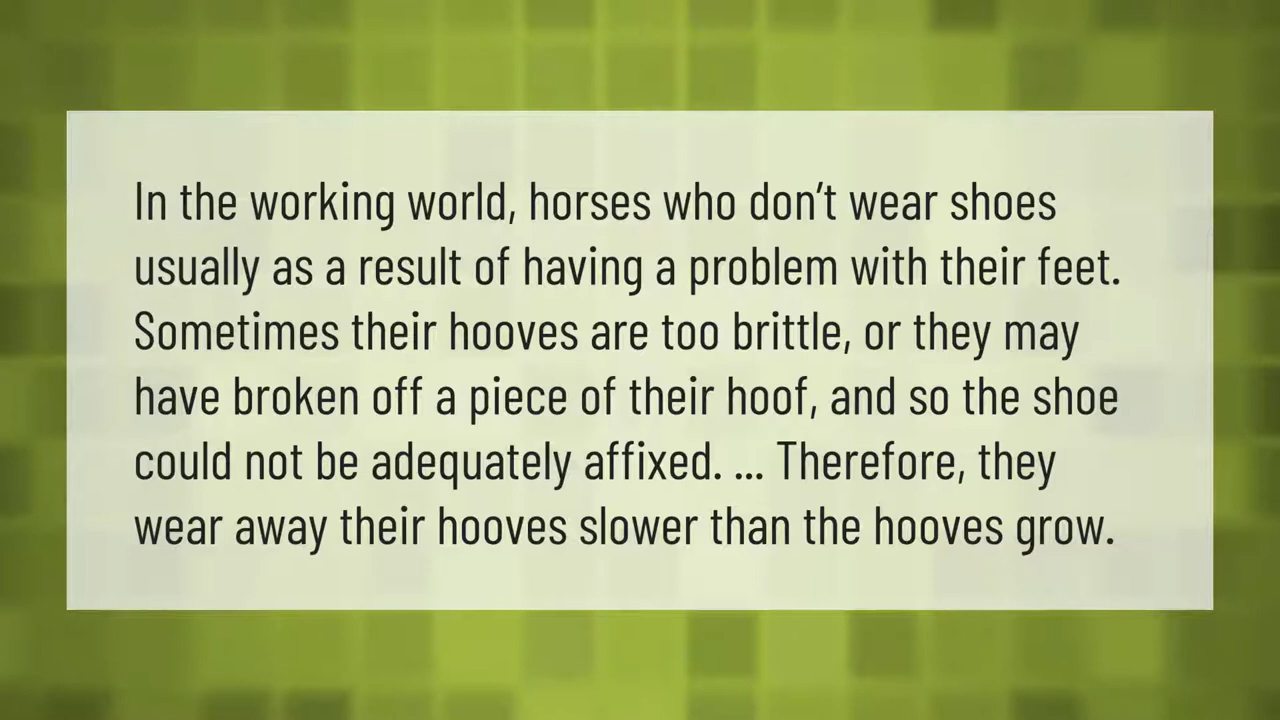 In the working world, horses who don’t wear shoes
usually as a result of having a problem with their feet.
Sometimes their hooves are too brittle, or they may
have broken off a piece of their hoof, and so the shoe
could not be adequately affixed. ... Therefore, they
wear away their hooves slower than the hooves grow.